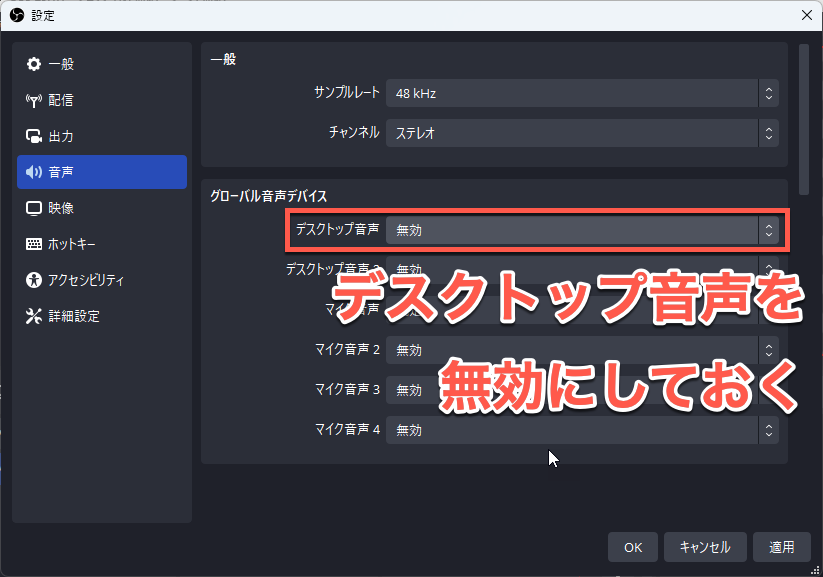 設定
一般
配信
出力
音声
映像
ホットキー
アクセシビリティ
詳細設定
一般
サンプルレート 48 kHz
チャンネル ステレオ
グローバル音声デバイス
デスクトップ音声 無効
デスクトップ音声 2 無効
マイク音声 無効
デスクトップ音声を
マイク音声 2 無効
無効にしておく
マイク音声 3 無効
マイク音声 4 無効
OK キャンセル 適用